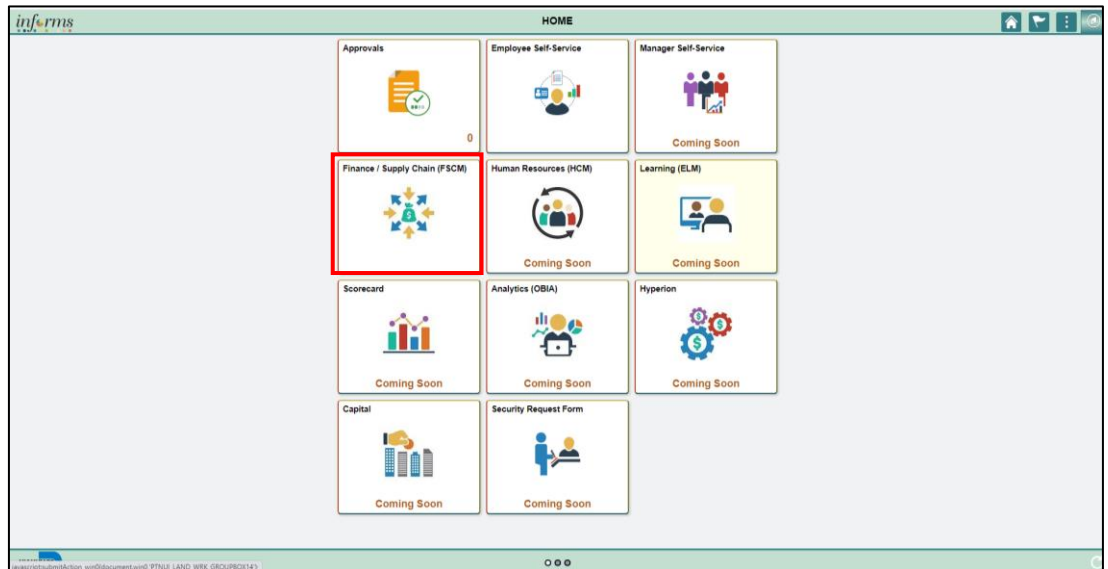 informs
HOME
Approvals
0
Employee Self-Service
Manager Self-Service
Coming Soon
Finance / Supply Chain (FSCM)
Human Resources (HCM)
Coming Soon
Learning (ELM)
Coming Soon
Scorecard
Coming Soon
Analytics (OBIA)
Coming Soon
Hyperion
Coming Soon
Capital
Coming Soon
Security Request Form
Coming Soon